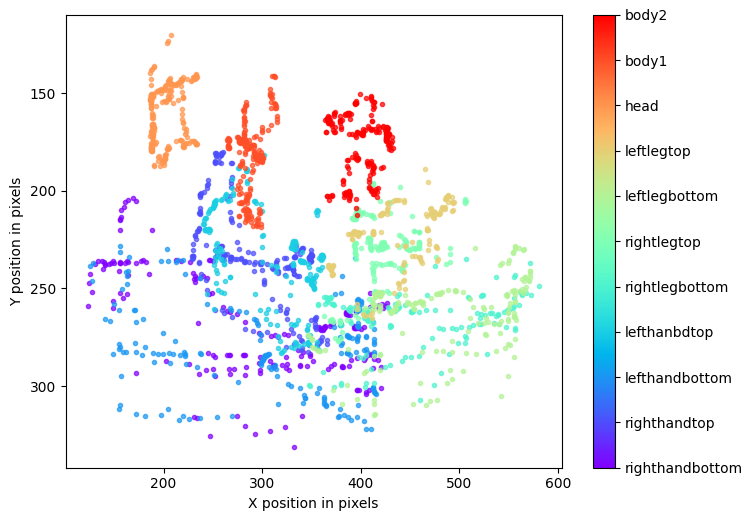 150
200
250
300
Y position in pixels
200
300
400
500
600
X position in pixels
body2
body1
head
leftlegtop
leftlegbottom
rightlegtop
rightlegbottom
lefthanbdtop
lefthandbottom
righthandtop
righthandbottom